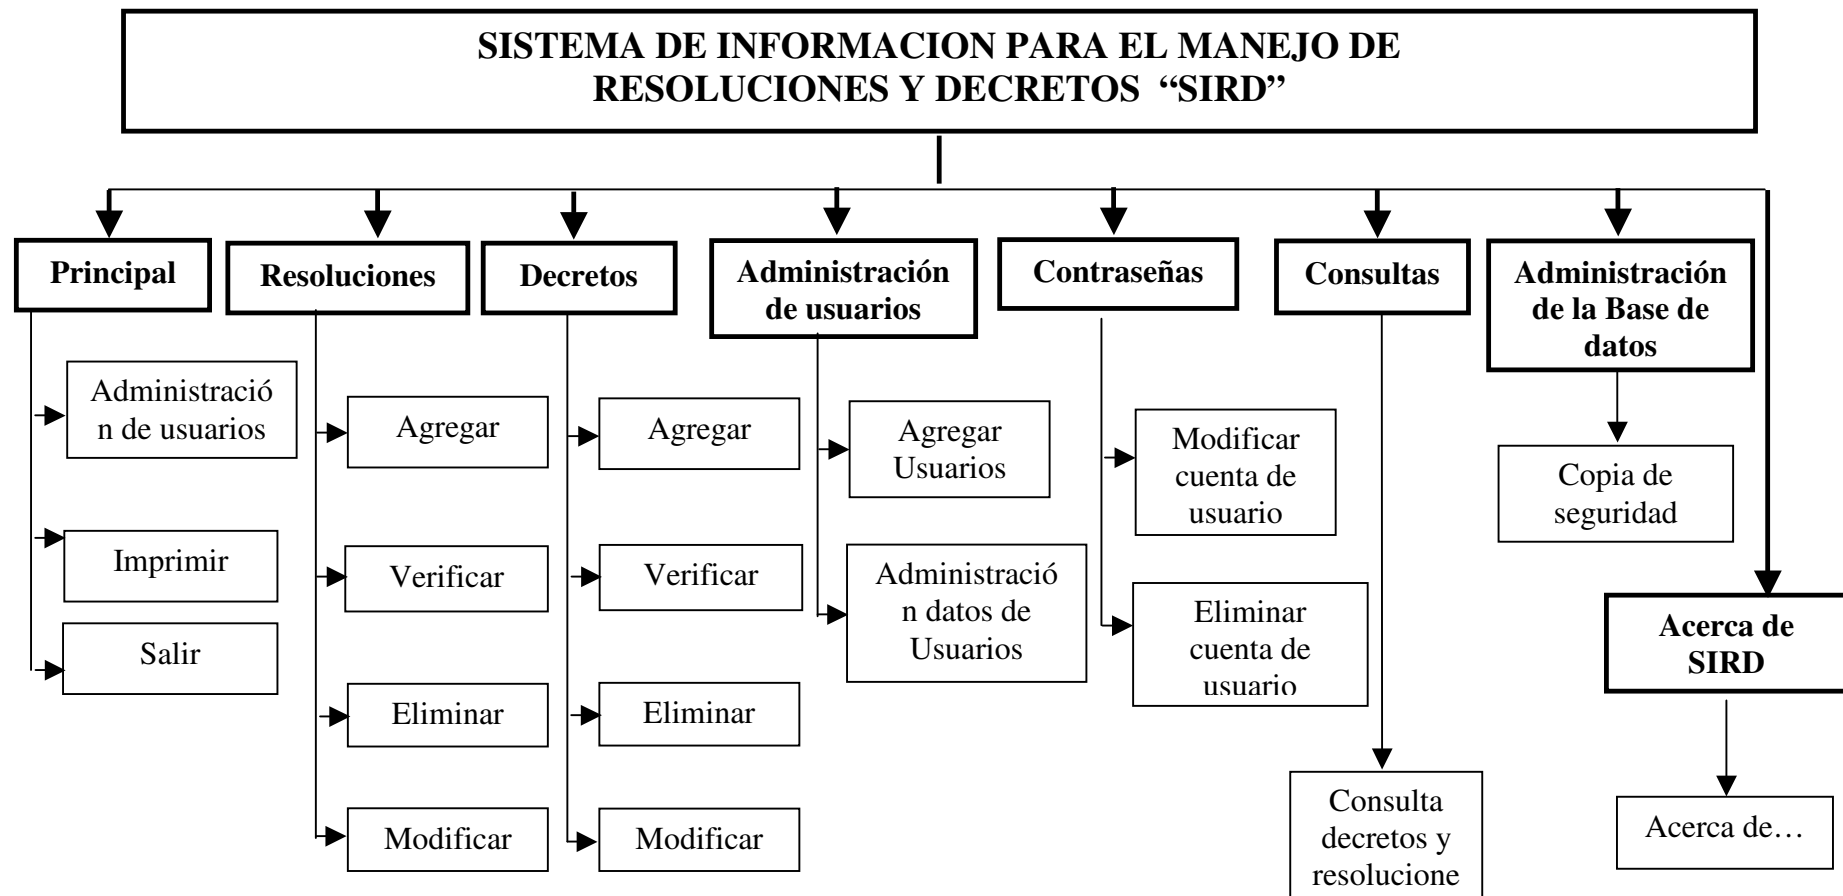 SISTEMA DE INFORMACION PARA EL MANEJO DE
RESOLUCIONES Y DECRETOS “SIRD”
Principal
Resoluciones
Decretos
Administración
de usuarios
Contraseñas
Consultas
Administración
de la Base de
datos
Administració
n de usuarios
Imprimir
Salir
Agregar
Verificar
Eliminar
Modificar
Agregar
Verificar
Eliminar
Modificar
Agregar
Usuarios
Administració
n datos de
Usuarios
Modificar
cuenta de
usuario
Eliminar
cuenta de
usuario
Consulta
decretos y
resolucione
Copia de
seguridad
Acerca de
SIRD
Acerca de…